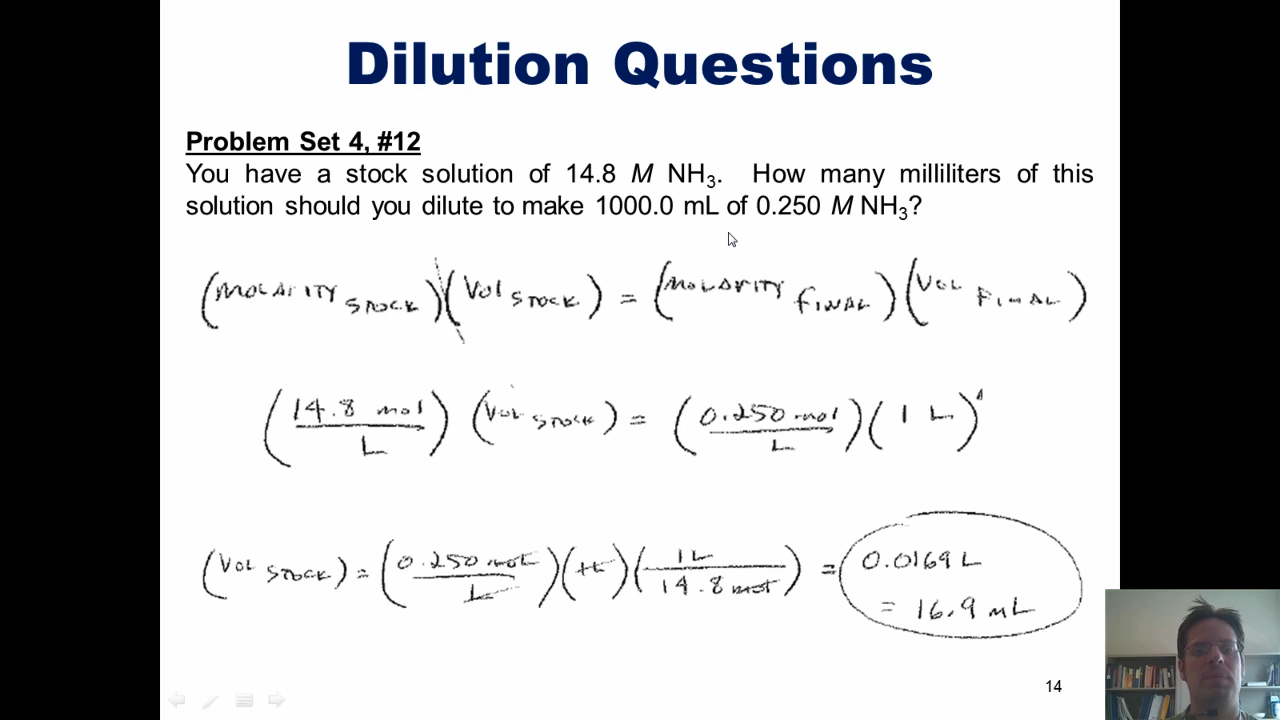 Dilution Questions
Problem Set 4, #12
You have a stock solution of 14.8 M NH₃. How many milliliters of this
solution should you dilute to make 1000.0 mL of 0.250 M NH₃?
(MOLARITY STOCK)(VOL STOCK) = (MOLARITY FINAL)(VOL FINAL)
(14.8 mol / L)(VOL STOCK) = (0.250 mol / L)(1 L)
(VOL STOCK) = (0.250 mol / L)(1L)(1L / 14.8 mol) = 0.0169 L
= 16.9 mL
14